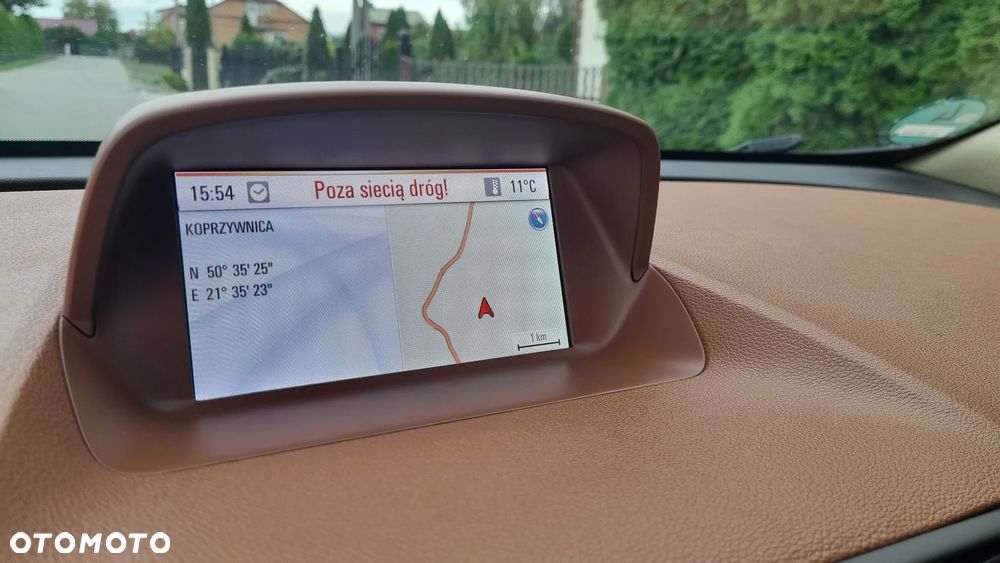 15:54 Poza siecią dróg! 11°C
KOPRZYWNICA
N 50° 35' 25"
E 21° 35' 23"
1 km
OTOMOTO